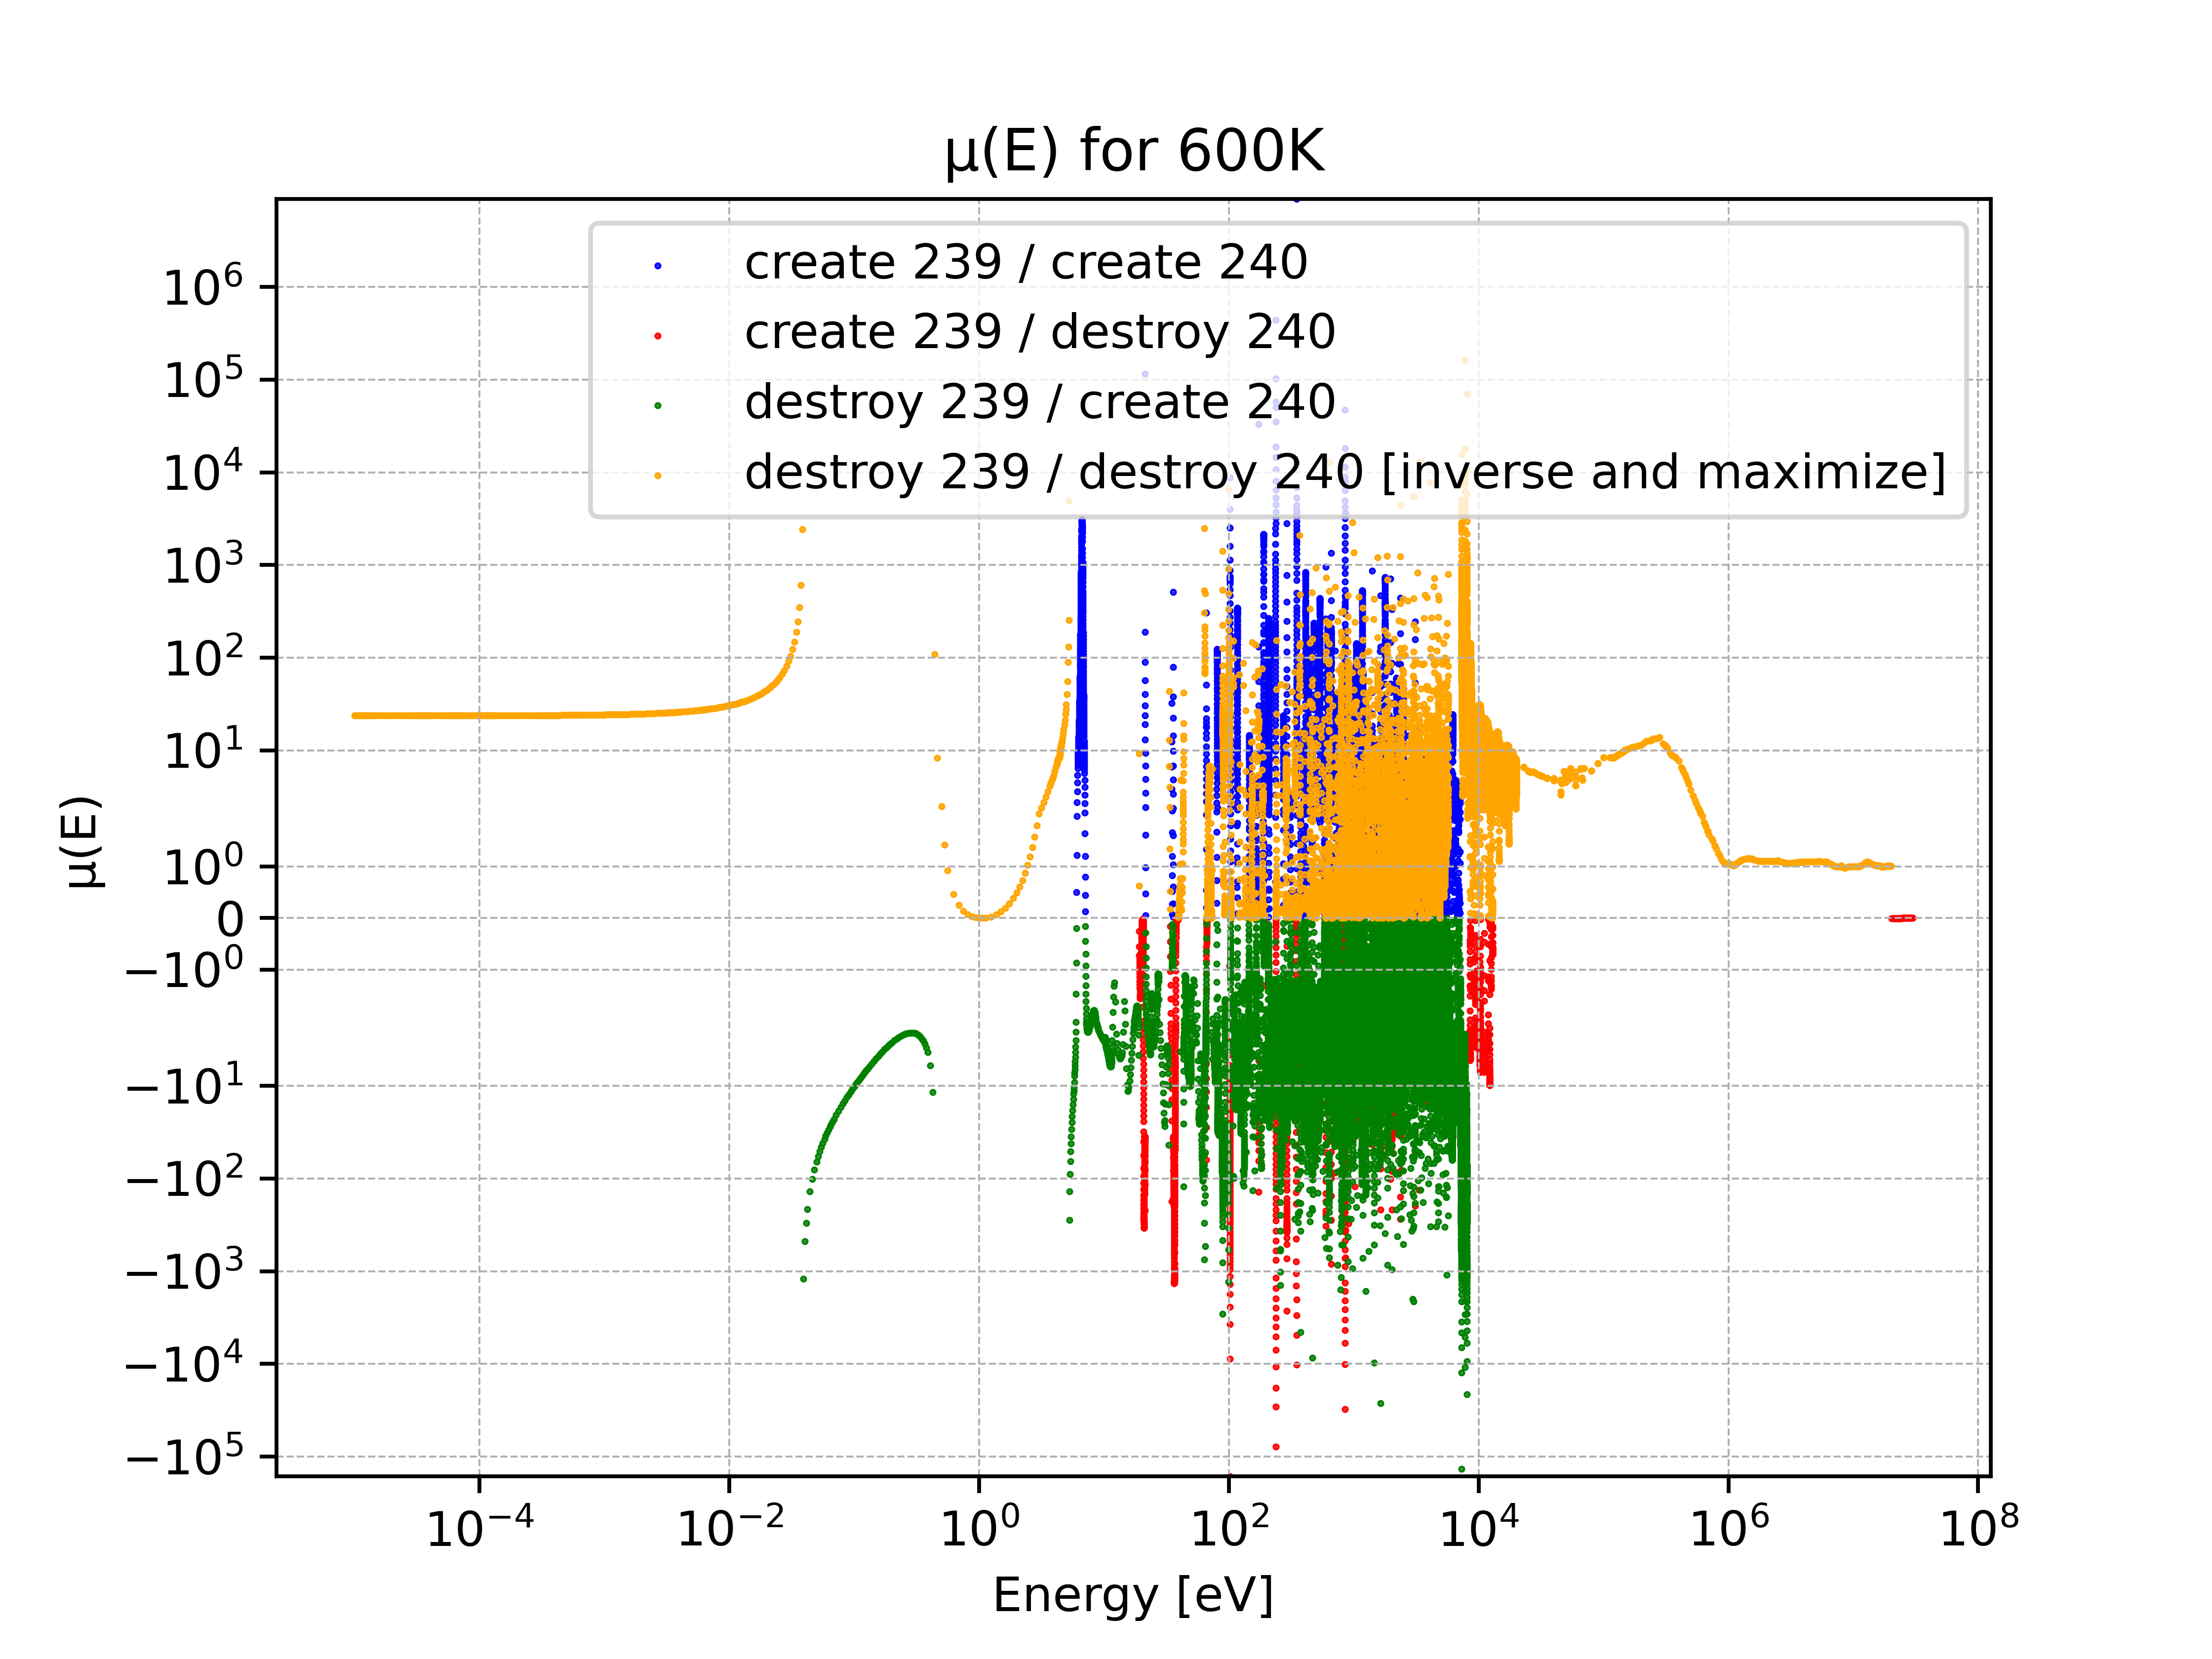 μ(E) for 600K
create 239 / create 240
create 239 / destroy 240
destroy 239 / create 240
destroy 239 / destroy 240 [inverse and maximize]
μ(E)
10⁶
10⁵
10⁴
10³
10²
10¹
10⁰
0
−10⁰
−10¹
−10²
−10³
−10⁴
−10⁵
10⁻⁴ 10⁻² 10⁰ 10² 10⁴ 10⁶ 10⁸
Energy [eV]